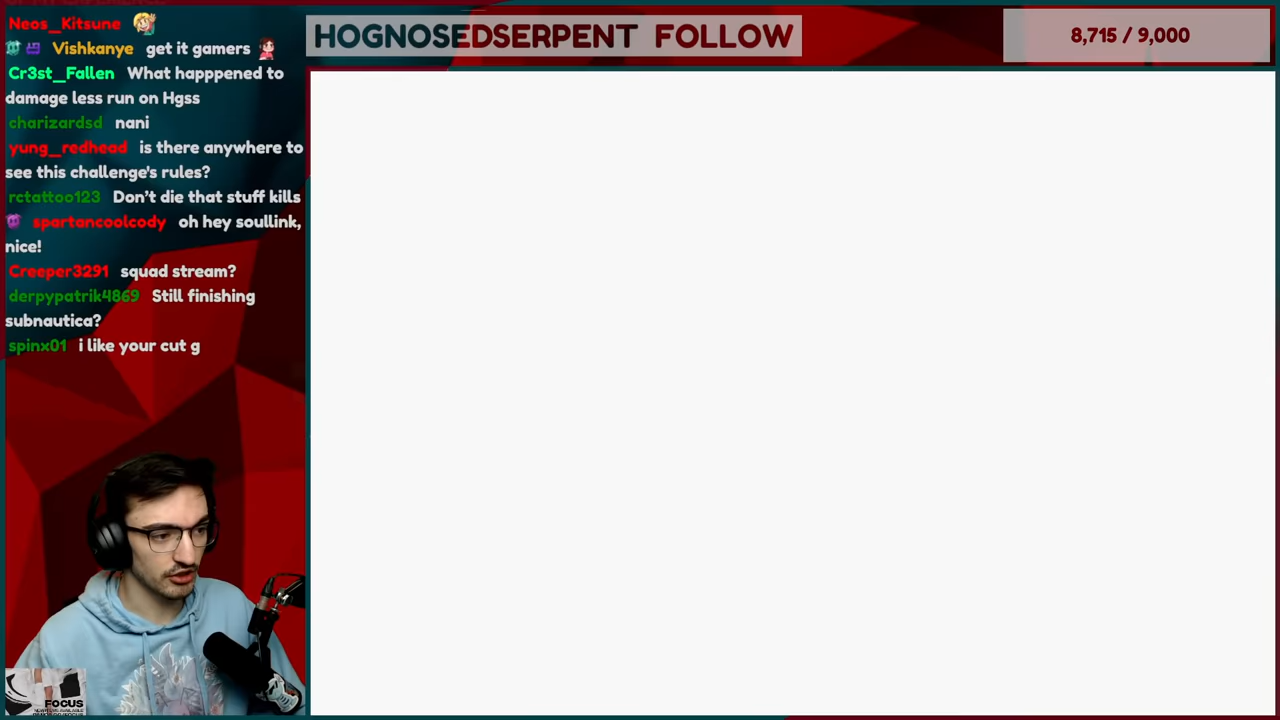 Neos_Kitsune
Vishkanye get it gamers
Cr3st_Fallen What happpened to
damage less run on Hgss
charizardsd nani
yung_redhead is there anywhere to
see this challenge's rules?
rctattoo123 Don't die that stuff kills
spartancoolcody oh hey soullink,
nice!
Creeper3291 squad stream?
derpypatrik4869 Still finishing
subnautica?
spinx01 i like your cut g
HOGNOSEDSERPENT FOLLOW
8,715 / 9,000
FOCUS